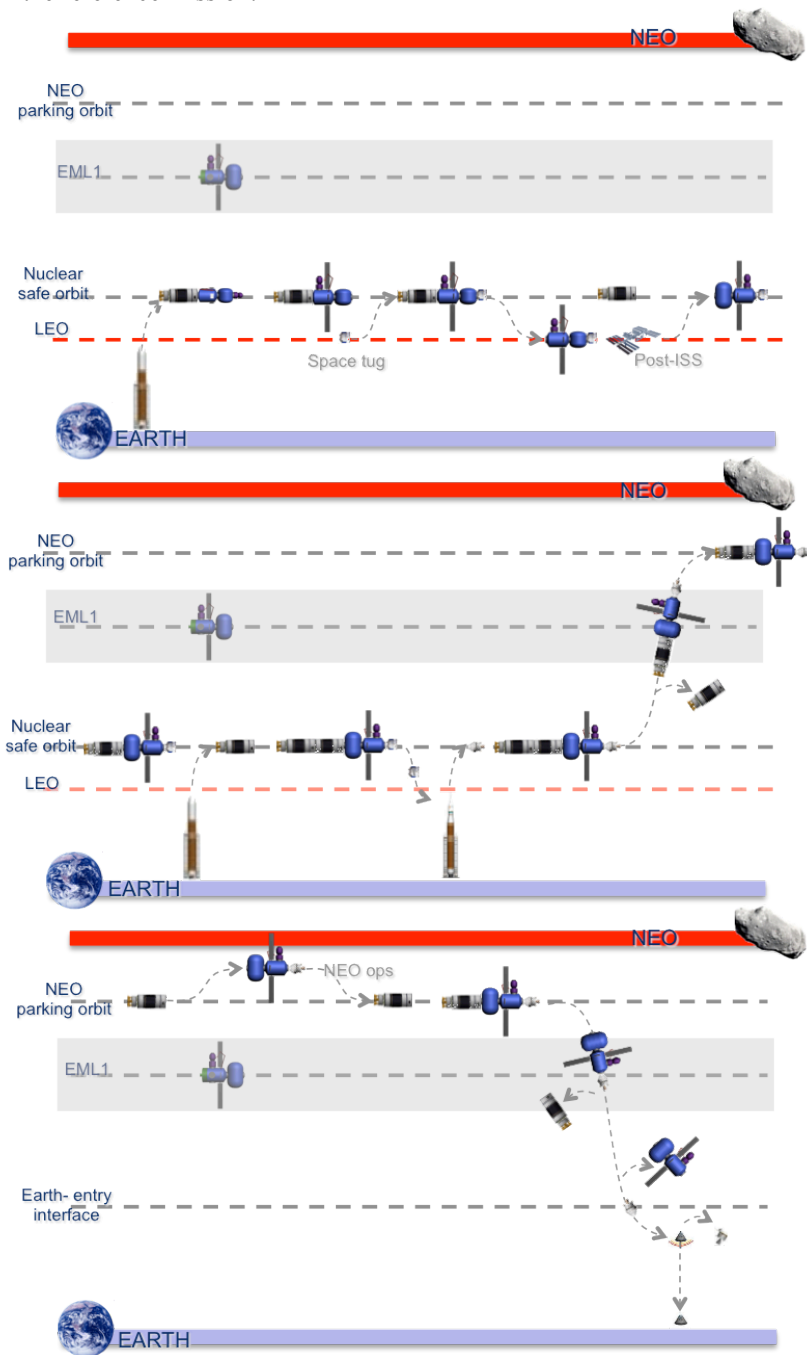 NEO
NEO
parking orbit
EML1
Nuclear
safe orbit
LEO
Space tug
Post-ISS
EARTH
NEO
NEO
parking orbit
EML1
Nuclear
safe orbit
LEO
EARTH
NEO
NEO ops
NEO
parking orbit
EML1
Earth- entry
interface
EARTH